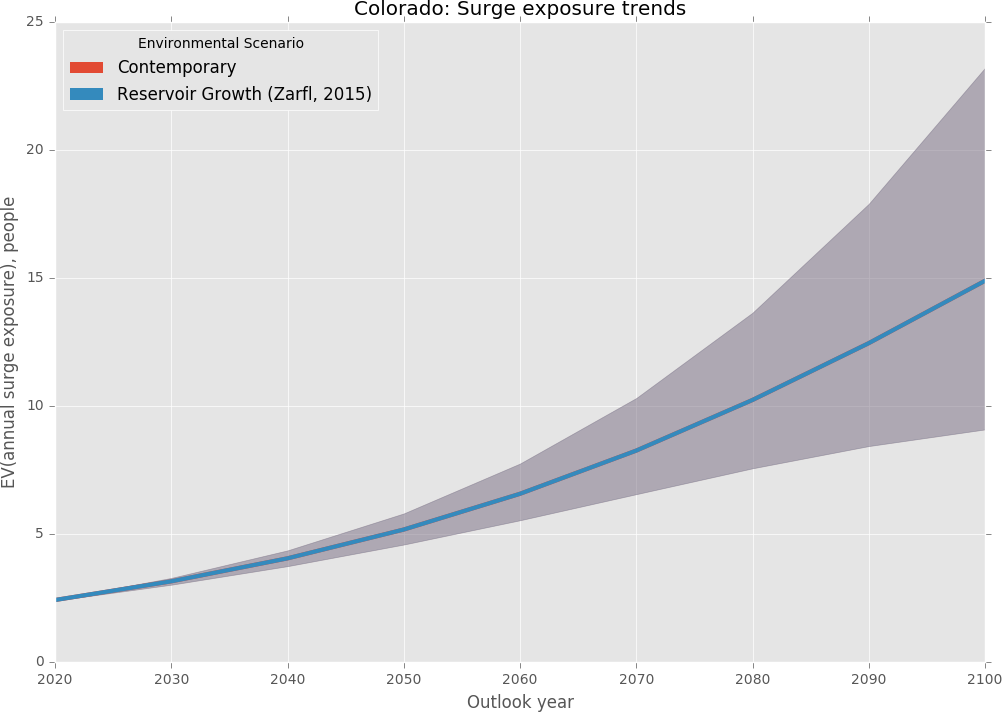 Colorado: Surge exposure trends
Environmental Scenario
Contemporary
Reservoir Growth (Zarfl, 2015)
EV(annual surge exposure), people
25
20
15
10
5
0
2020 2030 2040 2050 2060 2070 2080 2090 2100
Outlook year